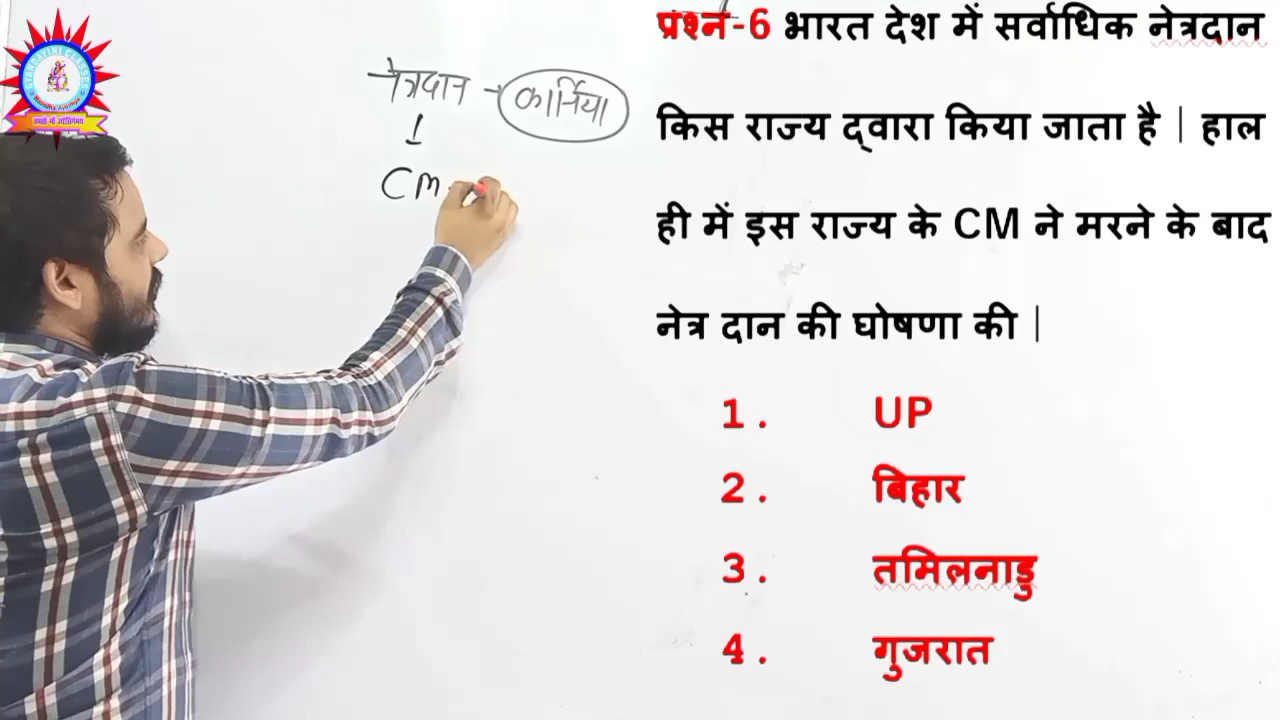 प्रश्न-6 भारत देश में सर्वाधिक नेत्रदान
किस राज्य द्वारा किया जाता है | हाल
ही में इस राज्य के CM ने मरने के बाद
नेत्र दान की घोषणा की |
1. UP
2. बिहार
3. तमिलनाडु
4. गुजरात
नेत्रदान - कार्निया
CM